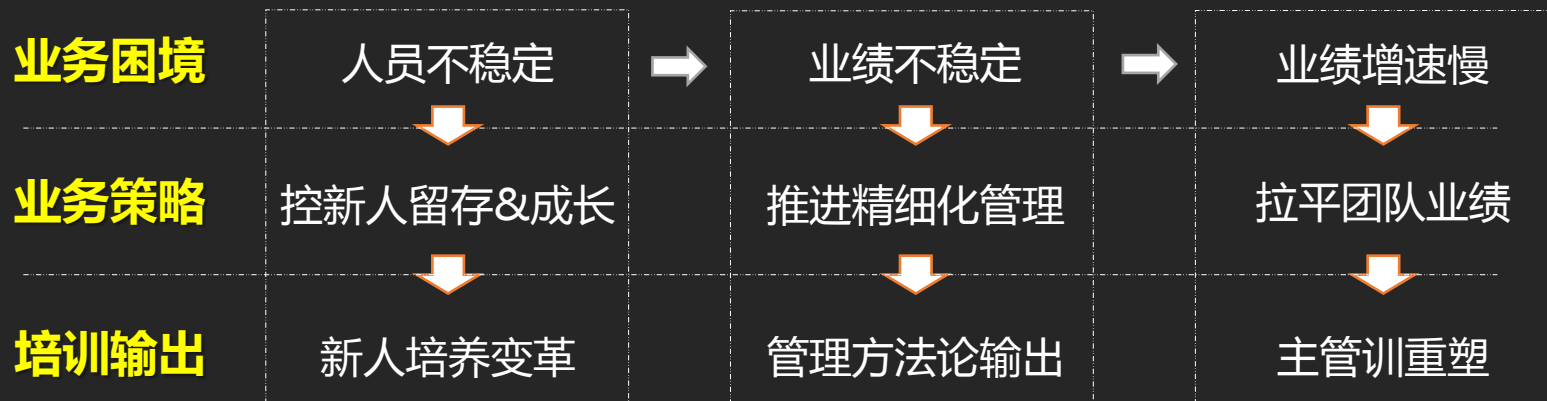 业务困境 人员不稳定 业绩不稳定 业绩增速慢
业务策略 控新人留存&成长 推进精细化管理 拉平团队业绩
培训输出 新人培养变革 管理方法论输出 主管训重塑